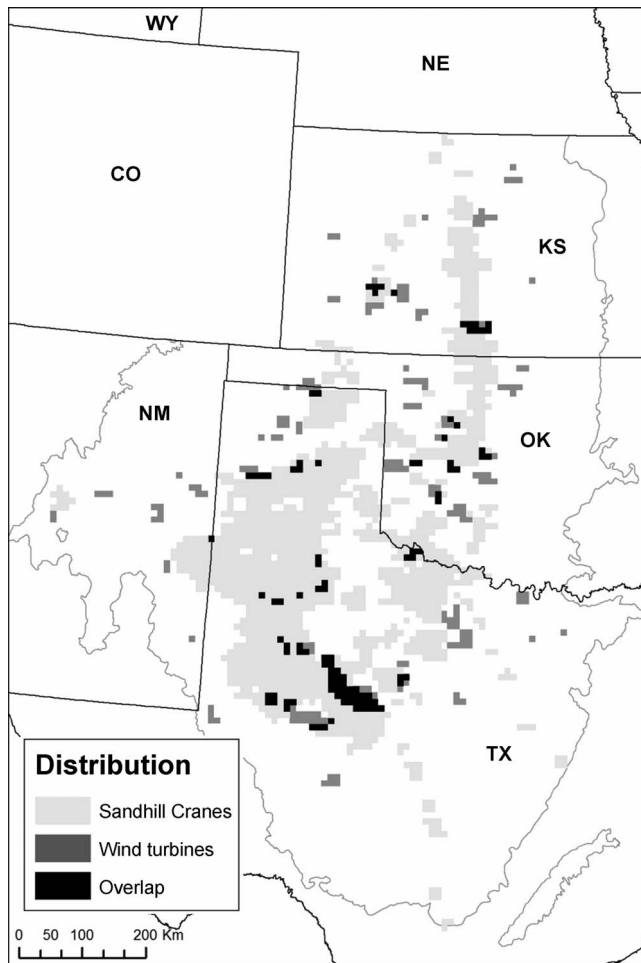 WY
NE
CO
KS
NM
OK
TX
Distribution
Sandhill Cranes
Wind turbines
Overlap
0 50 100 200 Km